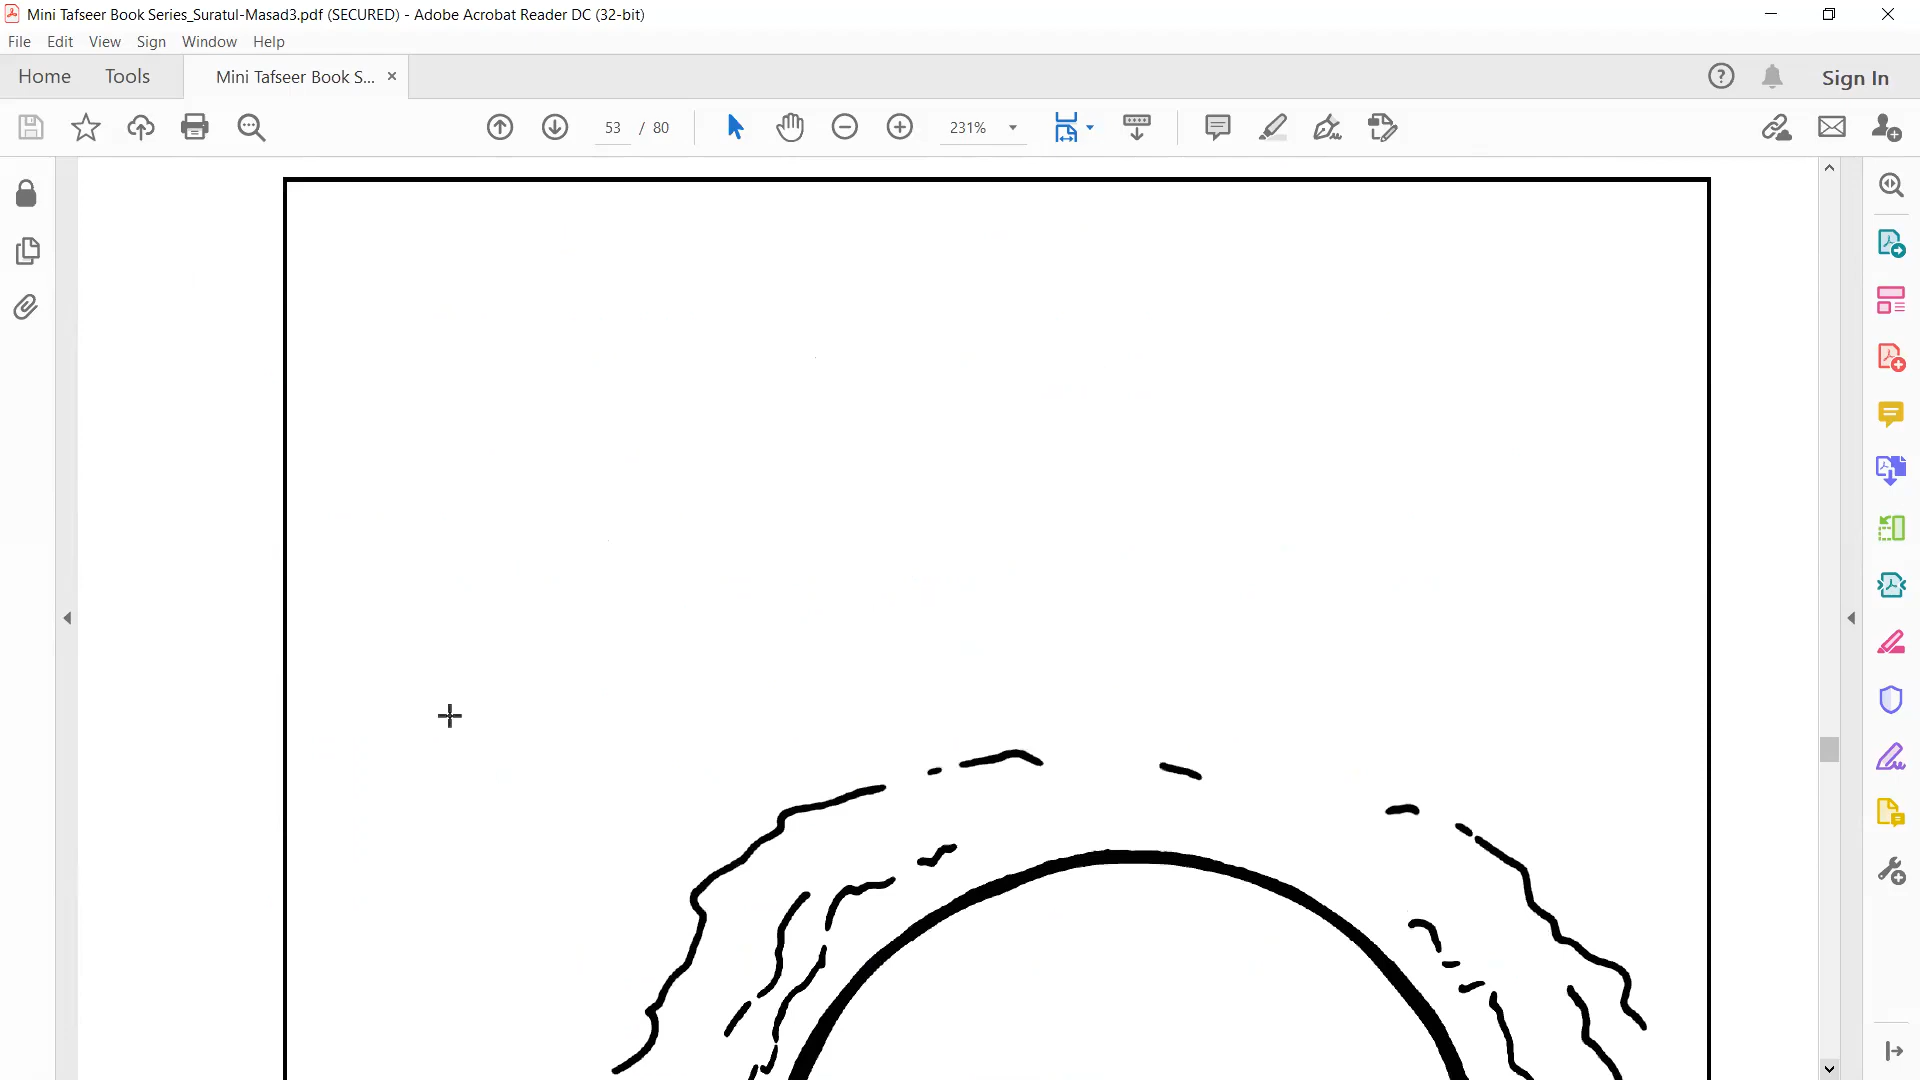 Mini Tafseer Book Series_Suratul-Masad3.pdf (SECURED) - Adobe Acrobat Reader DC (32-bit)
File Edit View Sign Window Help
Home Tools Mini Tafseer Book S... Sign In
53 / 80 231%